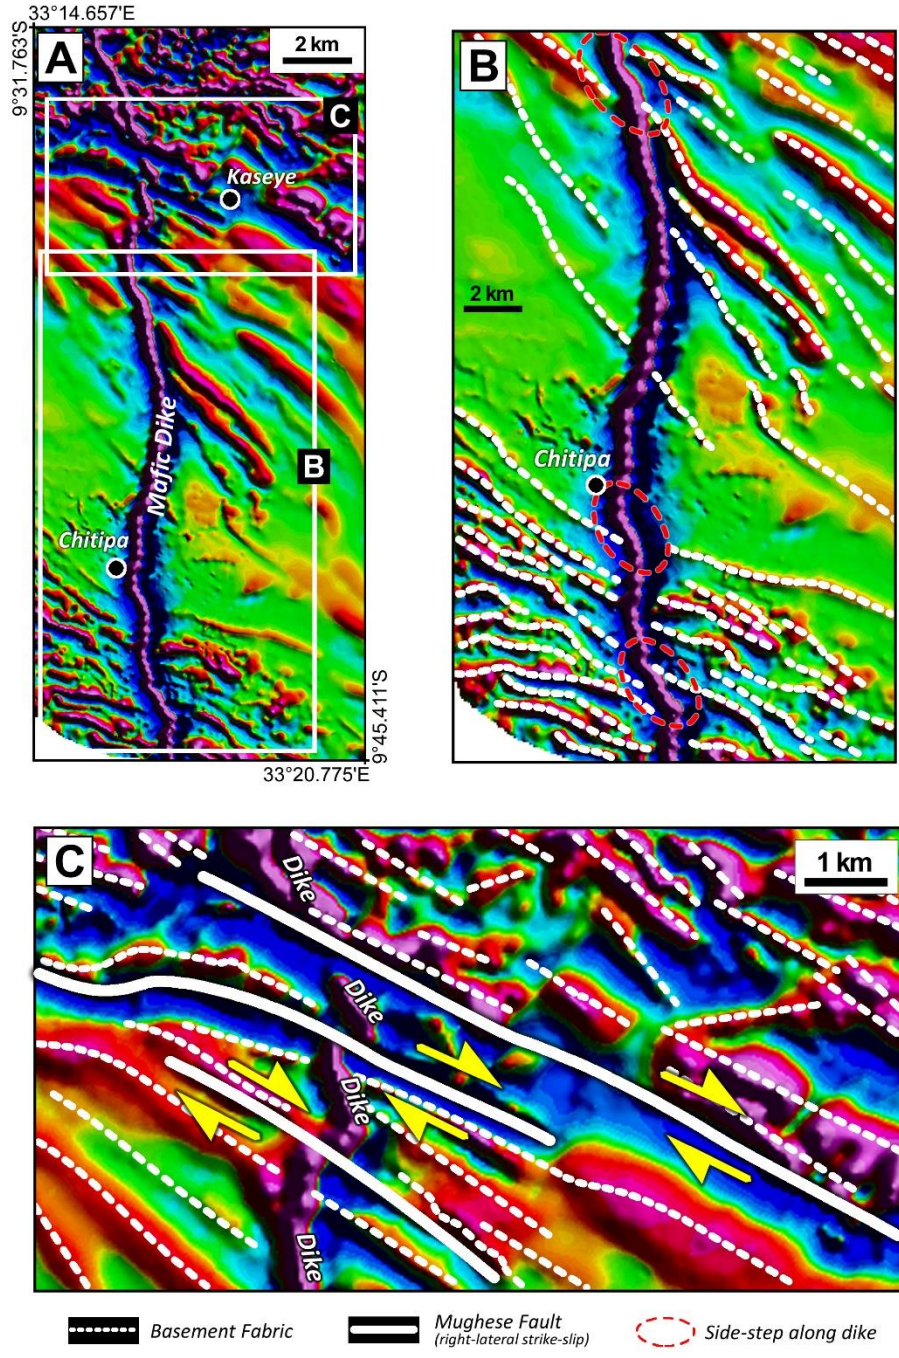 33°14.657'E
9°31.763'S
A
2 km
C
Kaseye
Mafic Dike
B
Chitipa
9°45.411'S
33°20.775'E
B
2 km
Chitipa
C
1 km
Dike
Dike
Dike
Dike
Basement Fabric
Mughese Fault
(right-lateral strike-slip)
Side-step along dike